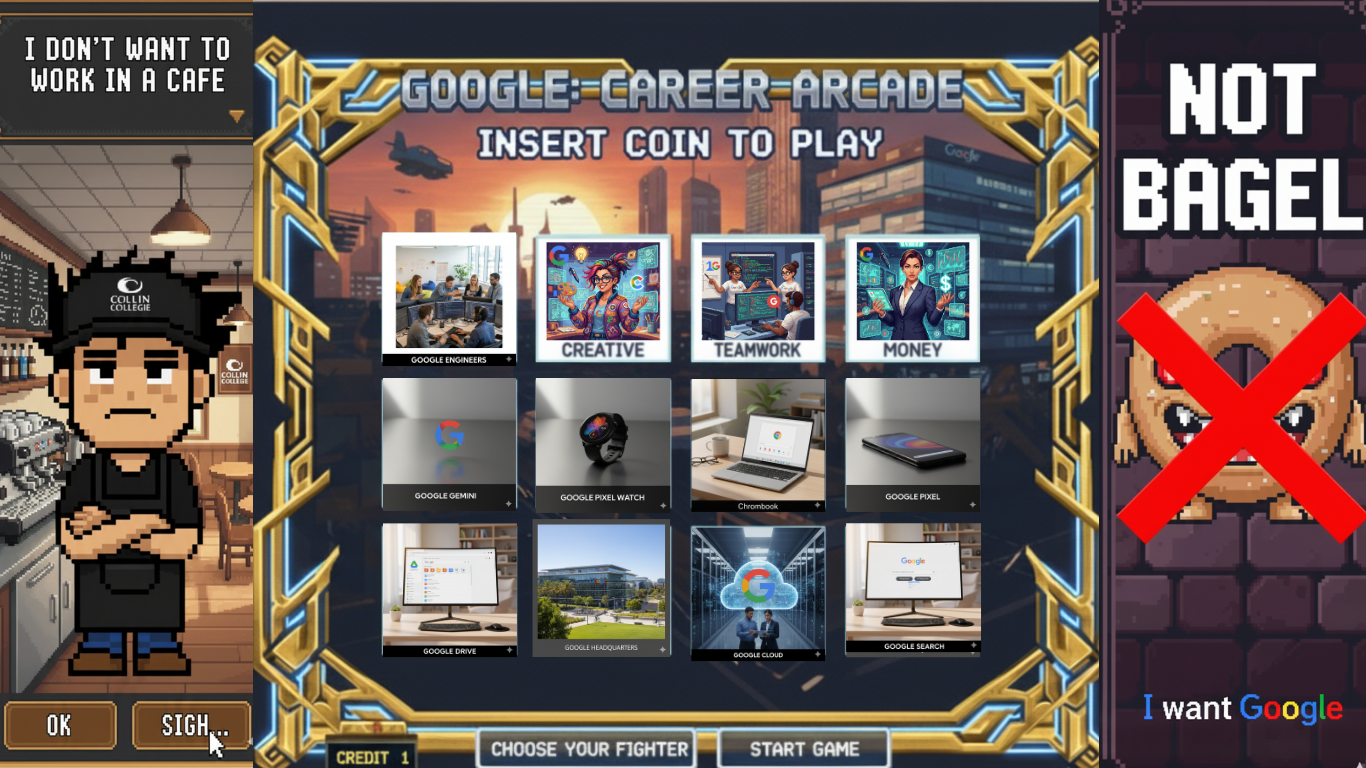 I DON'T WANT TO
WORK IN A CAFE
COLLIN
COLLEGIE
COLLIN
COLLEGE
OK
SIGH...
GOOGLE: CAREER ARCADE
INSERT COIN TO PLAY
Google
GOOGLE ENGINEERS
CREATIVE
TEAMWORK
MONEY
GOOGLE GEMINI
GOOGLE PIXEL WATCH
Chrombook
GOOGLE PIXEL
GOOGLE DRIVE
GOOGLE HEADQUARTERS
GOOGLE CLOUD
Google
GOOGLE SEARCH
CREDIT 1
CHOOSE YOUR FIGHTER
START GAME
NOT
BAGEL
I want Google